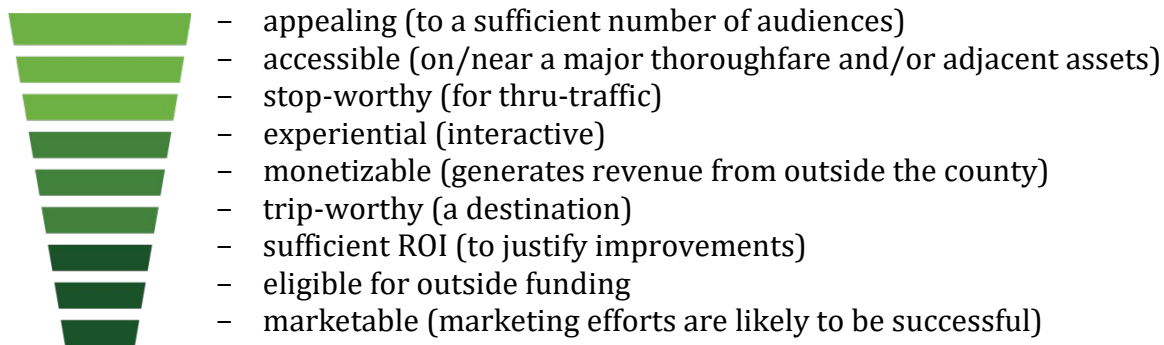 – appealing (to a sufficient number of audiences)
– accessible (on/near a major thoroughfare and/or adjacent assets)
– stop-worthy (for thru-traffic)
– experiential (interactive)
– monetizable (generates revenue from outside the county)
– trip-worthy (a destination)
– sufficient ROI (to justify improvements)
– eligible for outside funding
– marketable (marketing efforts are likely to be successful)